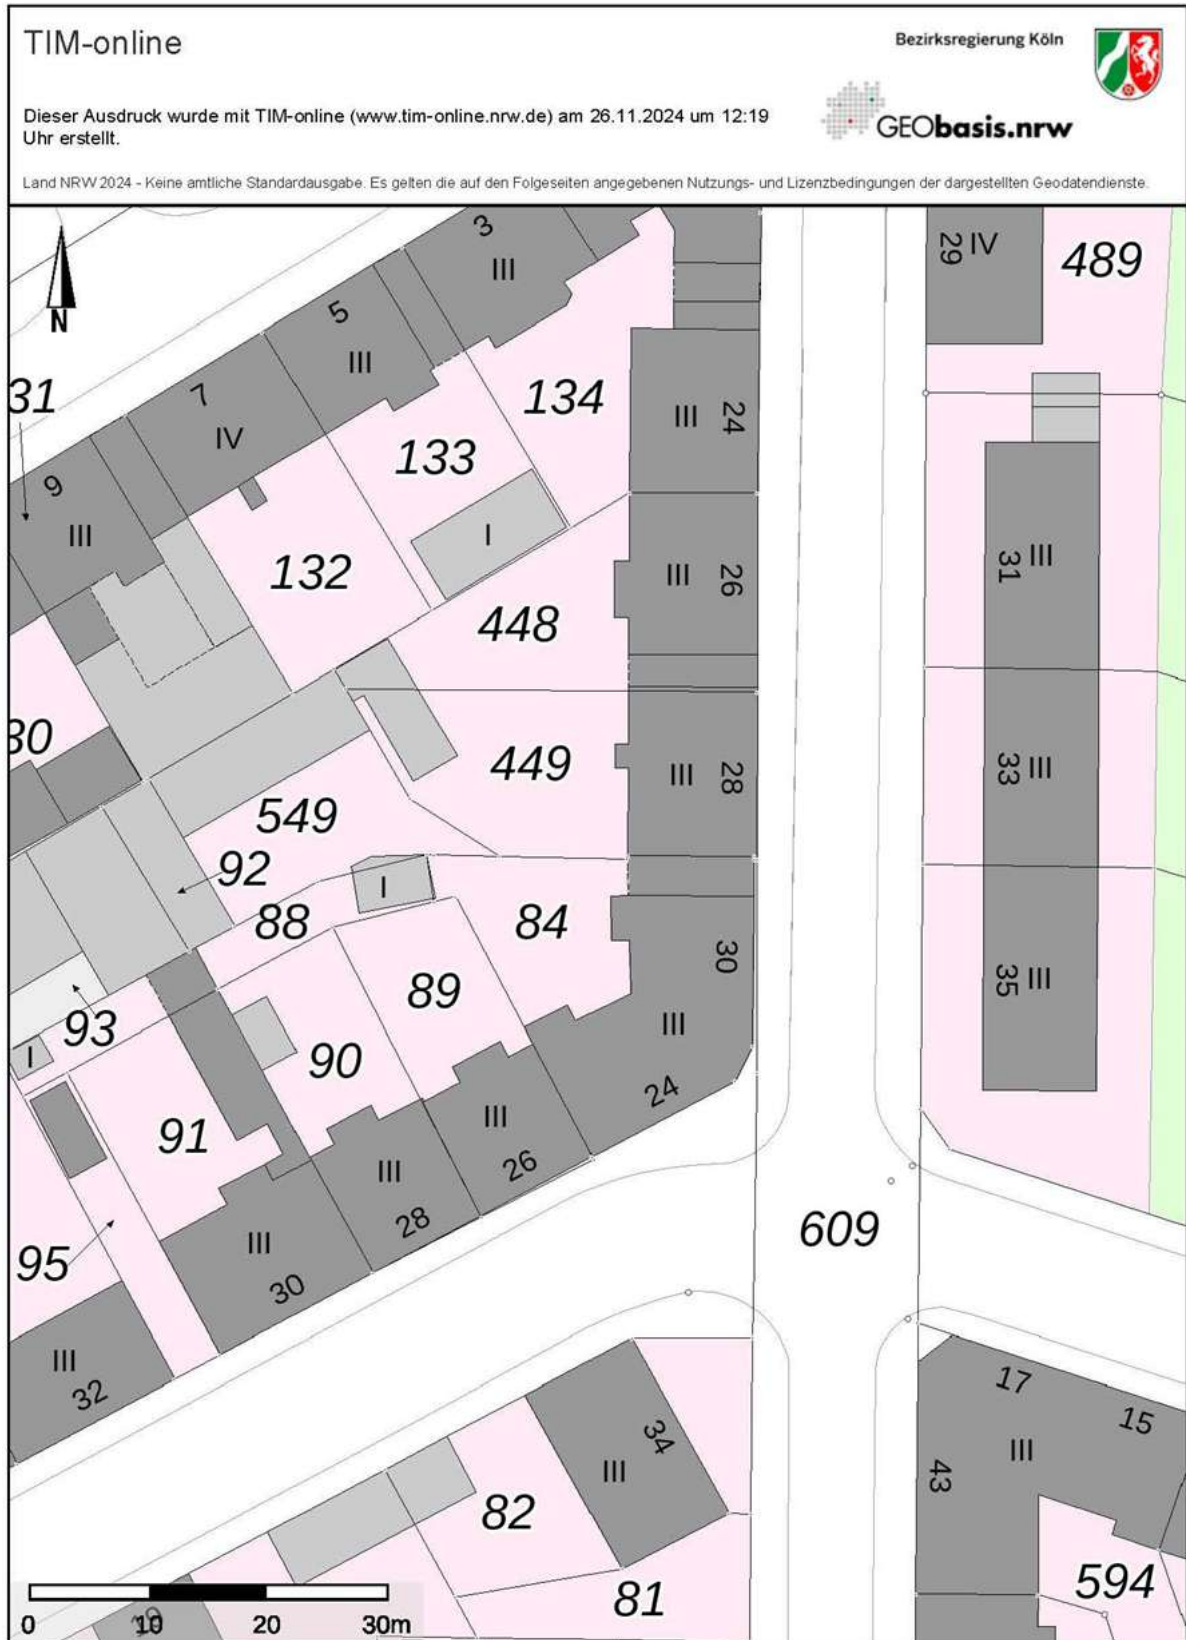 TIM-online
Bezirksregierung Köln
Dieser Ausdruck wurde mit TIM-online (www.tim-online.nrw.de) am 26.11.2024 um 12:19
Uhr erstellt.
GEObasis.nrw
Land NRW 2024 - Keine amtliche Standardausgabe. Es gelten die auf den Folgeseiten angegebenen Nutzungs- und Lizenzbedingungen der dargestellten Geodatendienste.
N
3
III
29
IV
489
5
III
31
7
IV
134
III
24
133
9
III
I
132
III
26
31
III
448
30
449
III
28
33
III
549
92
I
88
84
30
35
III
89
III
93
I
90
24
91
III
26
III
28
609
95
III
30
III
32
17
15
34
III
III
43
82
594
81
19
0
10
20
30m